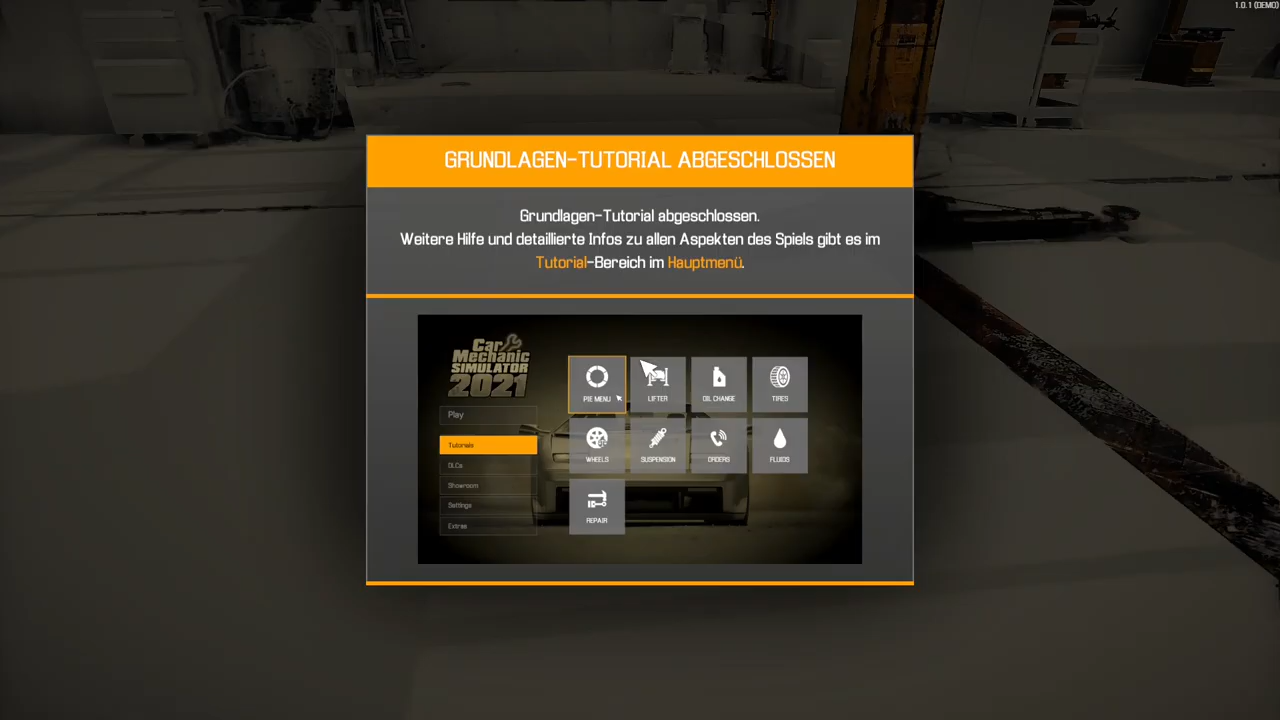 1.0.1 (DEMO)
GRUNDLAGEN-TUTORIAL ABGESCHLOSSEN
Grundlagen-Tutorial abgeschlossen.
Weitere Hilfe und detaillierte Infos zu allen Aspekten des Spiels gibt es im
Tutorial-Bereich im Hauptmenü.
Car
Mechanic
SIMULATOR
2021
Play
Tutorials
DLCs
Showroom
Settings
Extras
PIE MENU
LIFTER
OIL CHANGE
TIRES
WHEELS
SUSPENSION
ORDERS
FLUIDS
REPAIR